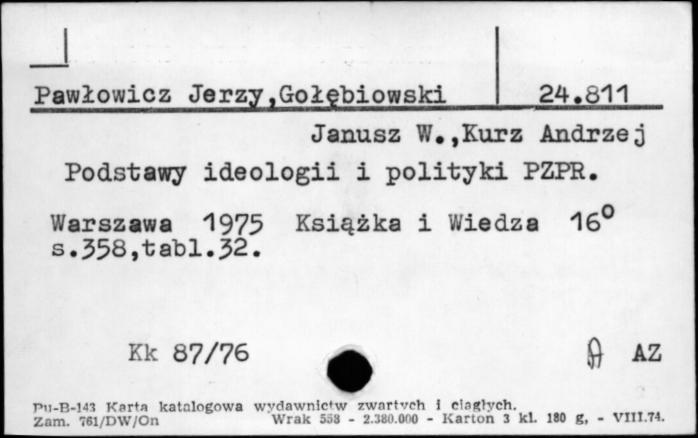 Pawłowicz Jerzy,Gołębiowski 24.811
Janusz W.,Kurz Andrzej
Podstawy ideologii i polityki PZPR.
Warszawa 1975 Książka i Wiedza 16°
s.358,tabl.32.
Kk 87/76 AZ
Pu-B-143 Karta katalogowa wydawnictw zwartych i ciągłych.
Zam. 761/DW/On Wrak 558 - 2.380.000 - Karton 3 kl. 180 g, - VIII.74.